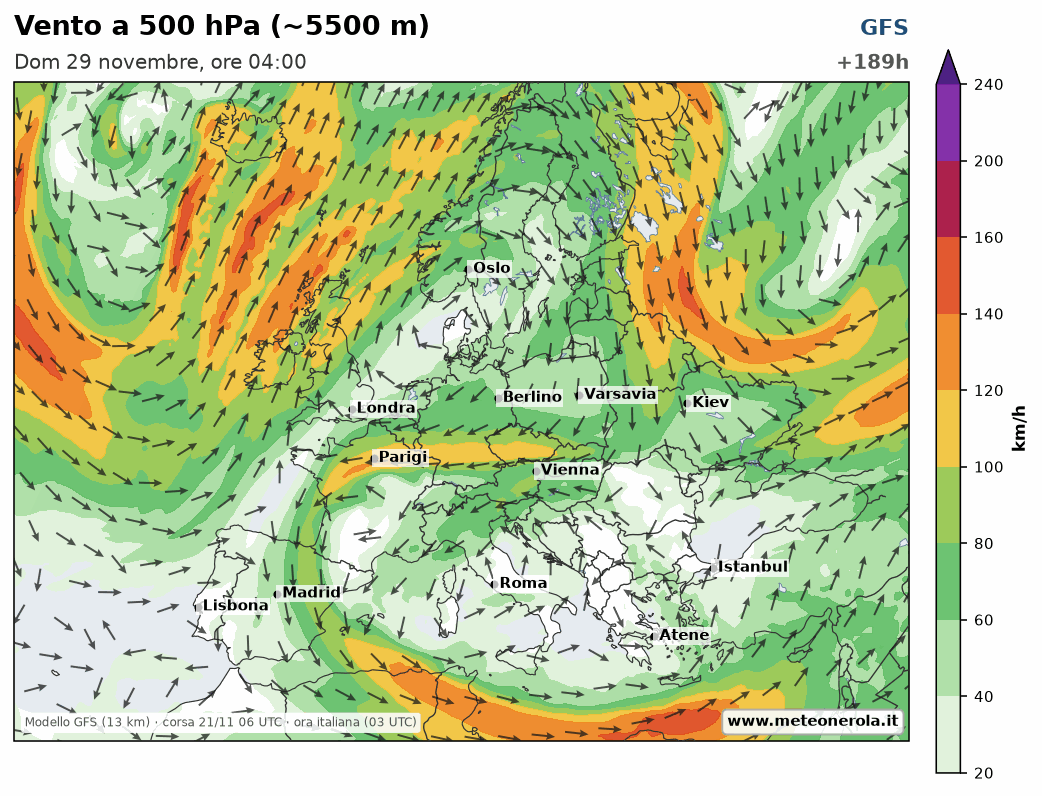 Vento a 500 hPa (~5500 m)
GFS
Dom 29 novembre, ore 04:00
+189h
240
200
160
140
120
100
80
60
40
20
km/h
Oslo
Londra
Berlino
Varsavia
Kiev
Parigi
Vienna
Istanbul
Roma
Madrid
Lisbona
Atene
Modello GFS (13 km) · corsa 21/11 06 UTC · ora italiana (03 UTC)
www.meteonerola.it